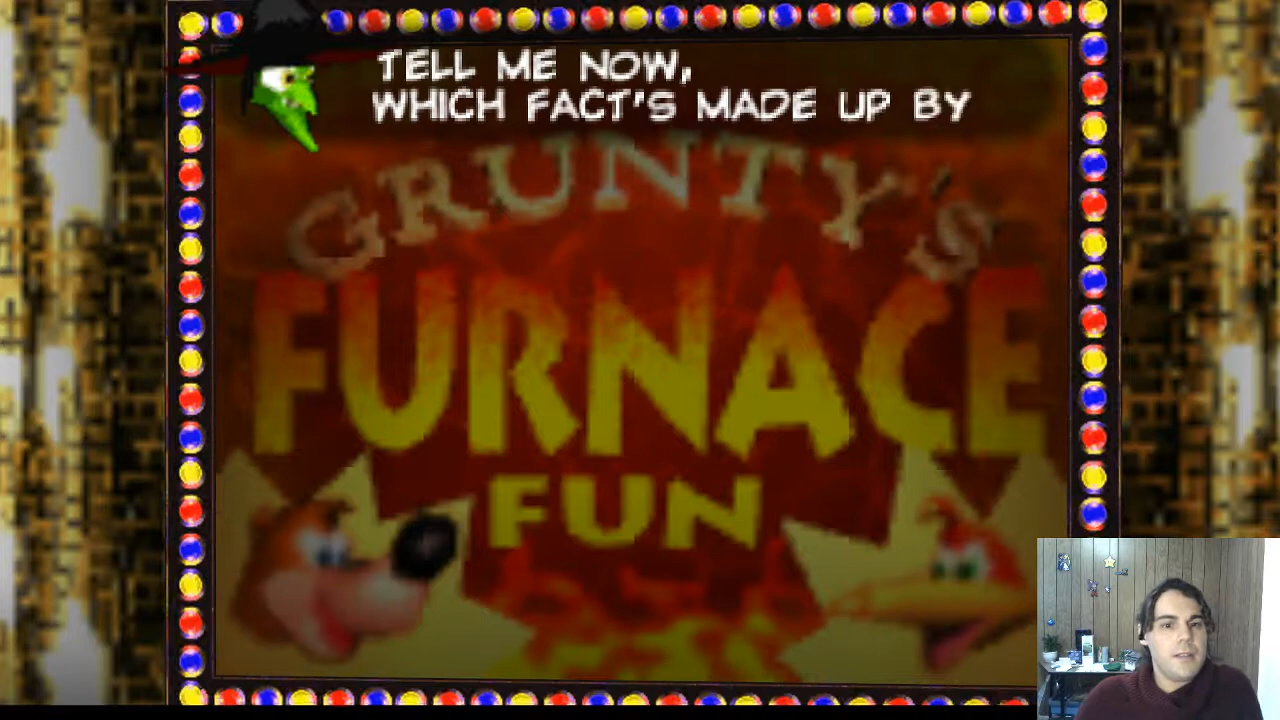 TELL ME NOW,
WHICH FACT'S MADE UP BY
GRUNTY'S
FURNACE
FUN